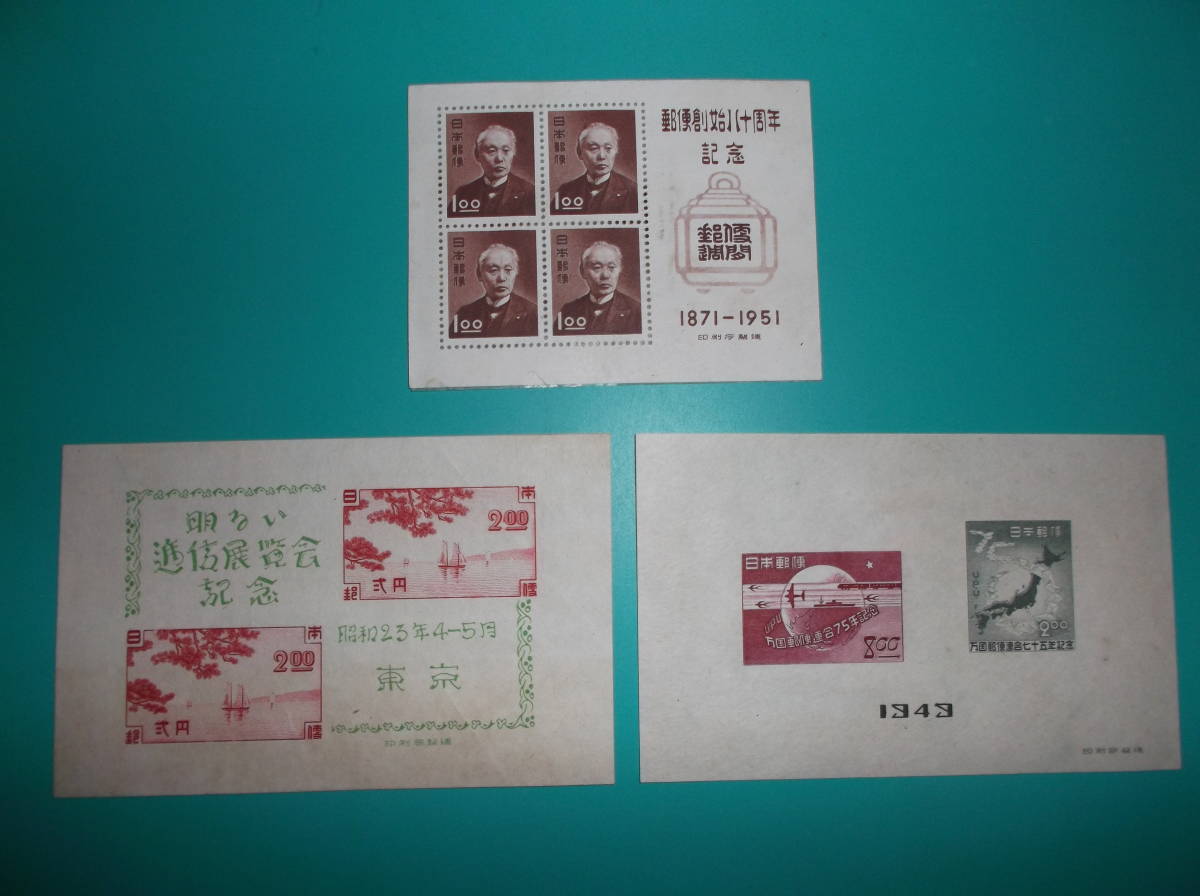 日本郵便
1.00
日本郵便
1.00
日本郵便
1.00
日本郵便
1.00
郵便創始八十周年
記念
郵便
週間
1871-1951
印刷庁製造
明るい
逓信展覧会
記念
日本
2.00
弐円
郵便
昭和23年4-5月
東京
日本
2.00
弐円
郵便
印刷局製造
日本郵便
UPU
万国郵便連合75年記念
8.00
日本郵便
2.00
万国郵便連合七十五年記念
1949
印刷庁製造